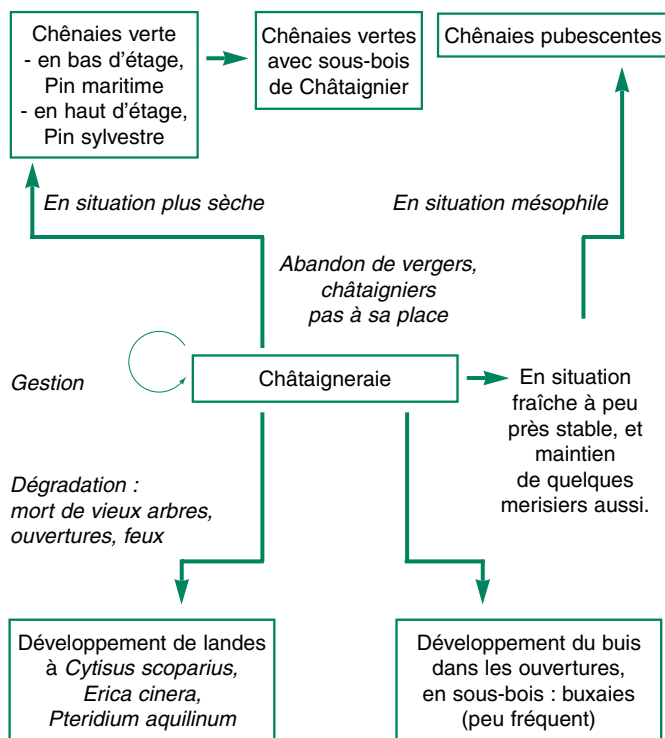 Chênaies verte
- en bas d’étage,
Pin maritime
- en haut d’étage,
Pin sylvestre
Chênaies vertes
avec sous-bois
de Châtaignier
Chênaies pubescentes
En situation plus sèche
En situation mésophile
Abandon de vergers,
châtaigniers
pas à sa place
Gestion
Châtaigneraie
En situation
fraîche à peu
près stable, et
maintien
de quelques
merisiers aussi.
Dégradation :
mort de vieux arbres,
ouvertures, feux
Développement de landes
à Cytisus scoparius,
Erica cinera,
Pteridium aquilinum
Développement du buis
dans les ouvertures,
en sous-bois : buxaies
(peu fréquent)